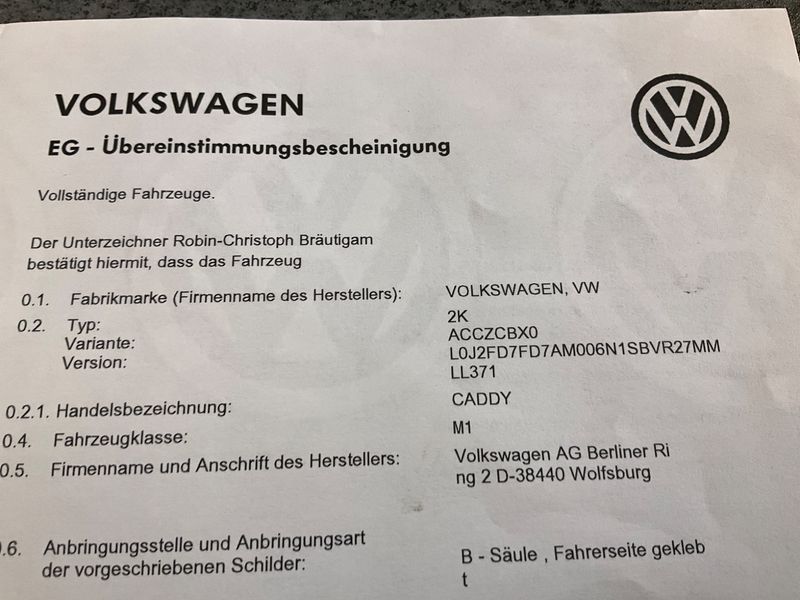 VOLKSWAGEN
EG - Übereinstimmungsbescheinigung
Vollständige Fahrzeuge.
Der Unterzeichner Robin-Christoph Bräutigam
bestätigt hiermit, dass das Fahrzeug
0.1. Fabrikmarke (Firmenname des Herstellers): VOLKSWAGEN, VW
0.2. Typ: 2K
Variante: ACCZCBX0
Version: L0J2FD7FD7AM006N1SBVR27MM
LL371
0.2.1. Handelsbezeichnung: CADDY
0.4. Fahrzeugklasse: M1
0.5. Firmenname und Anschrift des Herstellers: Volkswagen AG Berliner Ri
ng 2 D-38440 Wolfsburg
.6. Anbringungsstelle und Anbringungsart
der vorgeschriebenen Schilder: B - Säule , Fahrerseite gekleb
t